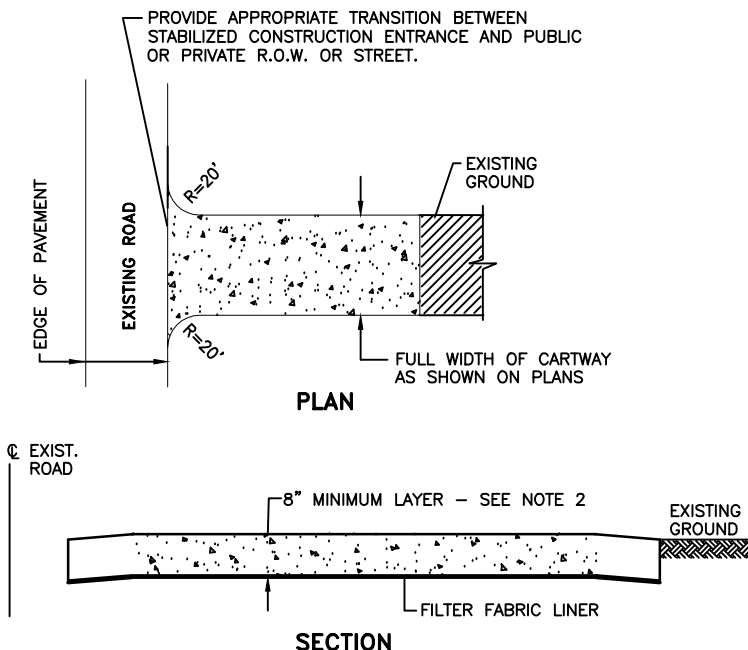 PROVIDE APPROPRIATE TRANSITION BETWEEN
STABILIZED CONSTRUCTION ENTRANCE AND PUBLIC
OR PRIVATE R.O.W. OR STREET.
EDGE OF PAVEMENT
EXISTING ROAD
R=20'
R=20'
EXISTING
GROUND
FULL WIDTH OF CARTWAY
AS SHOWN ON PLANS
PLAN
℄ EXIST.
ROAD
8" MINIMUM LAYER – SEE NOTE 2
EXISTING
GROUND
FILTER FABRIC LINER
SECTION